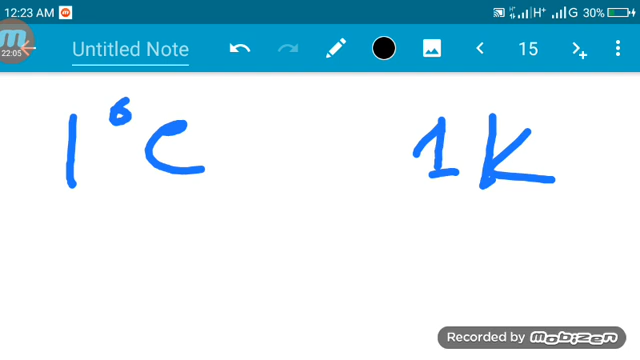 12:23 AM H+ G 30%
22:05 Untitled Note 15
1°C 1K
Recorded by mobizen